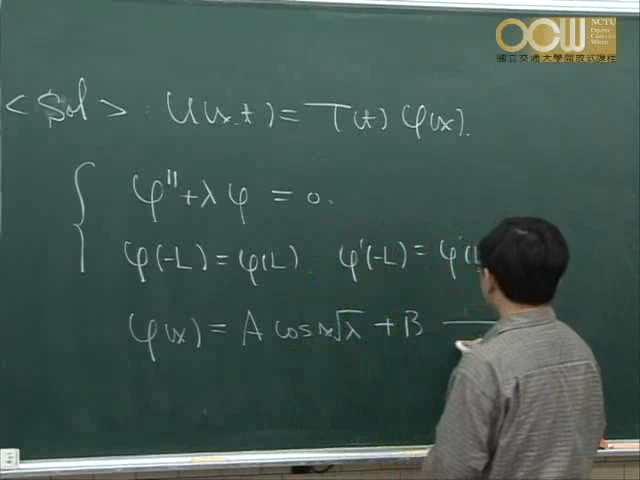 OCW NCTU Open Course Ware
國立交通大學開放式課程
<Sol> : u(x,t) = T(t) φ(x).
φ'' + λφ = 0.
φ(-L) = φ(L). φ'(-L) = φ'(L
φ(x) = A cos x√λ + B